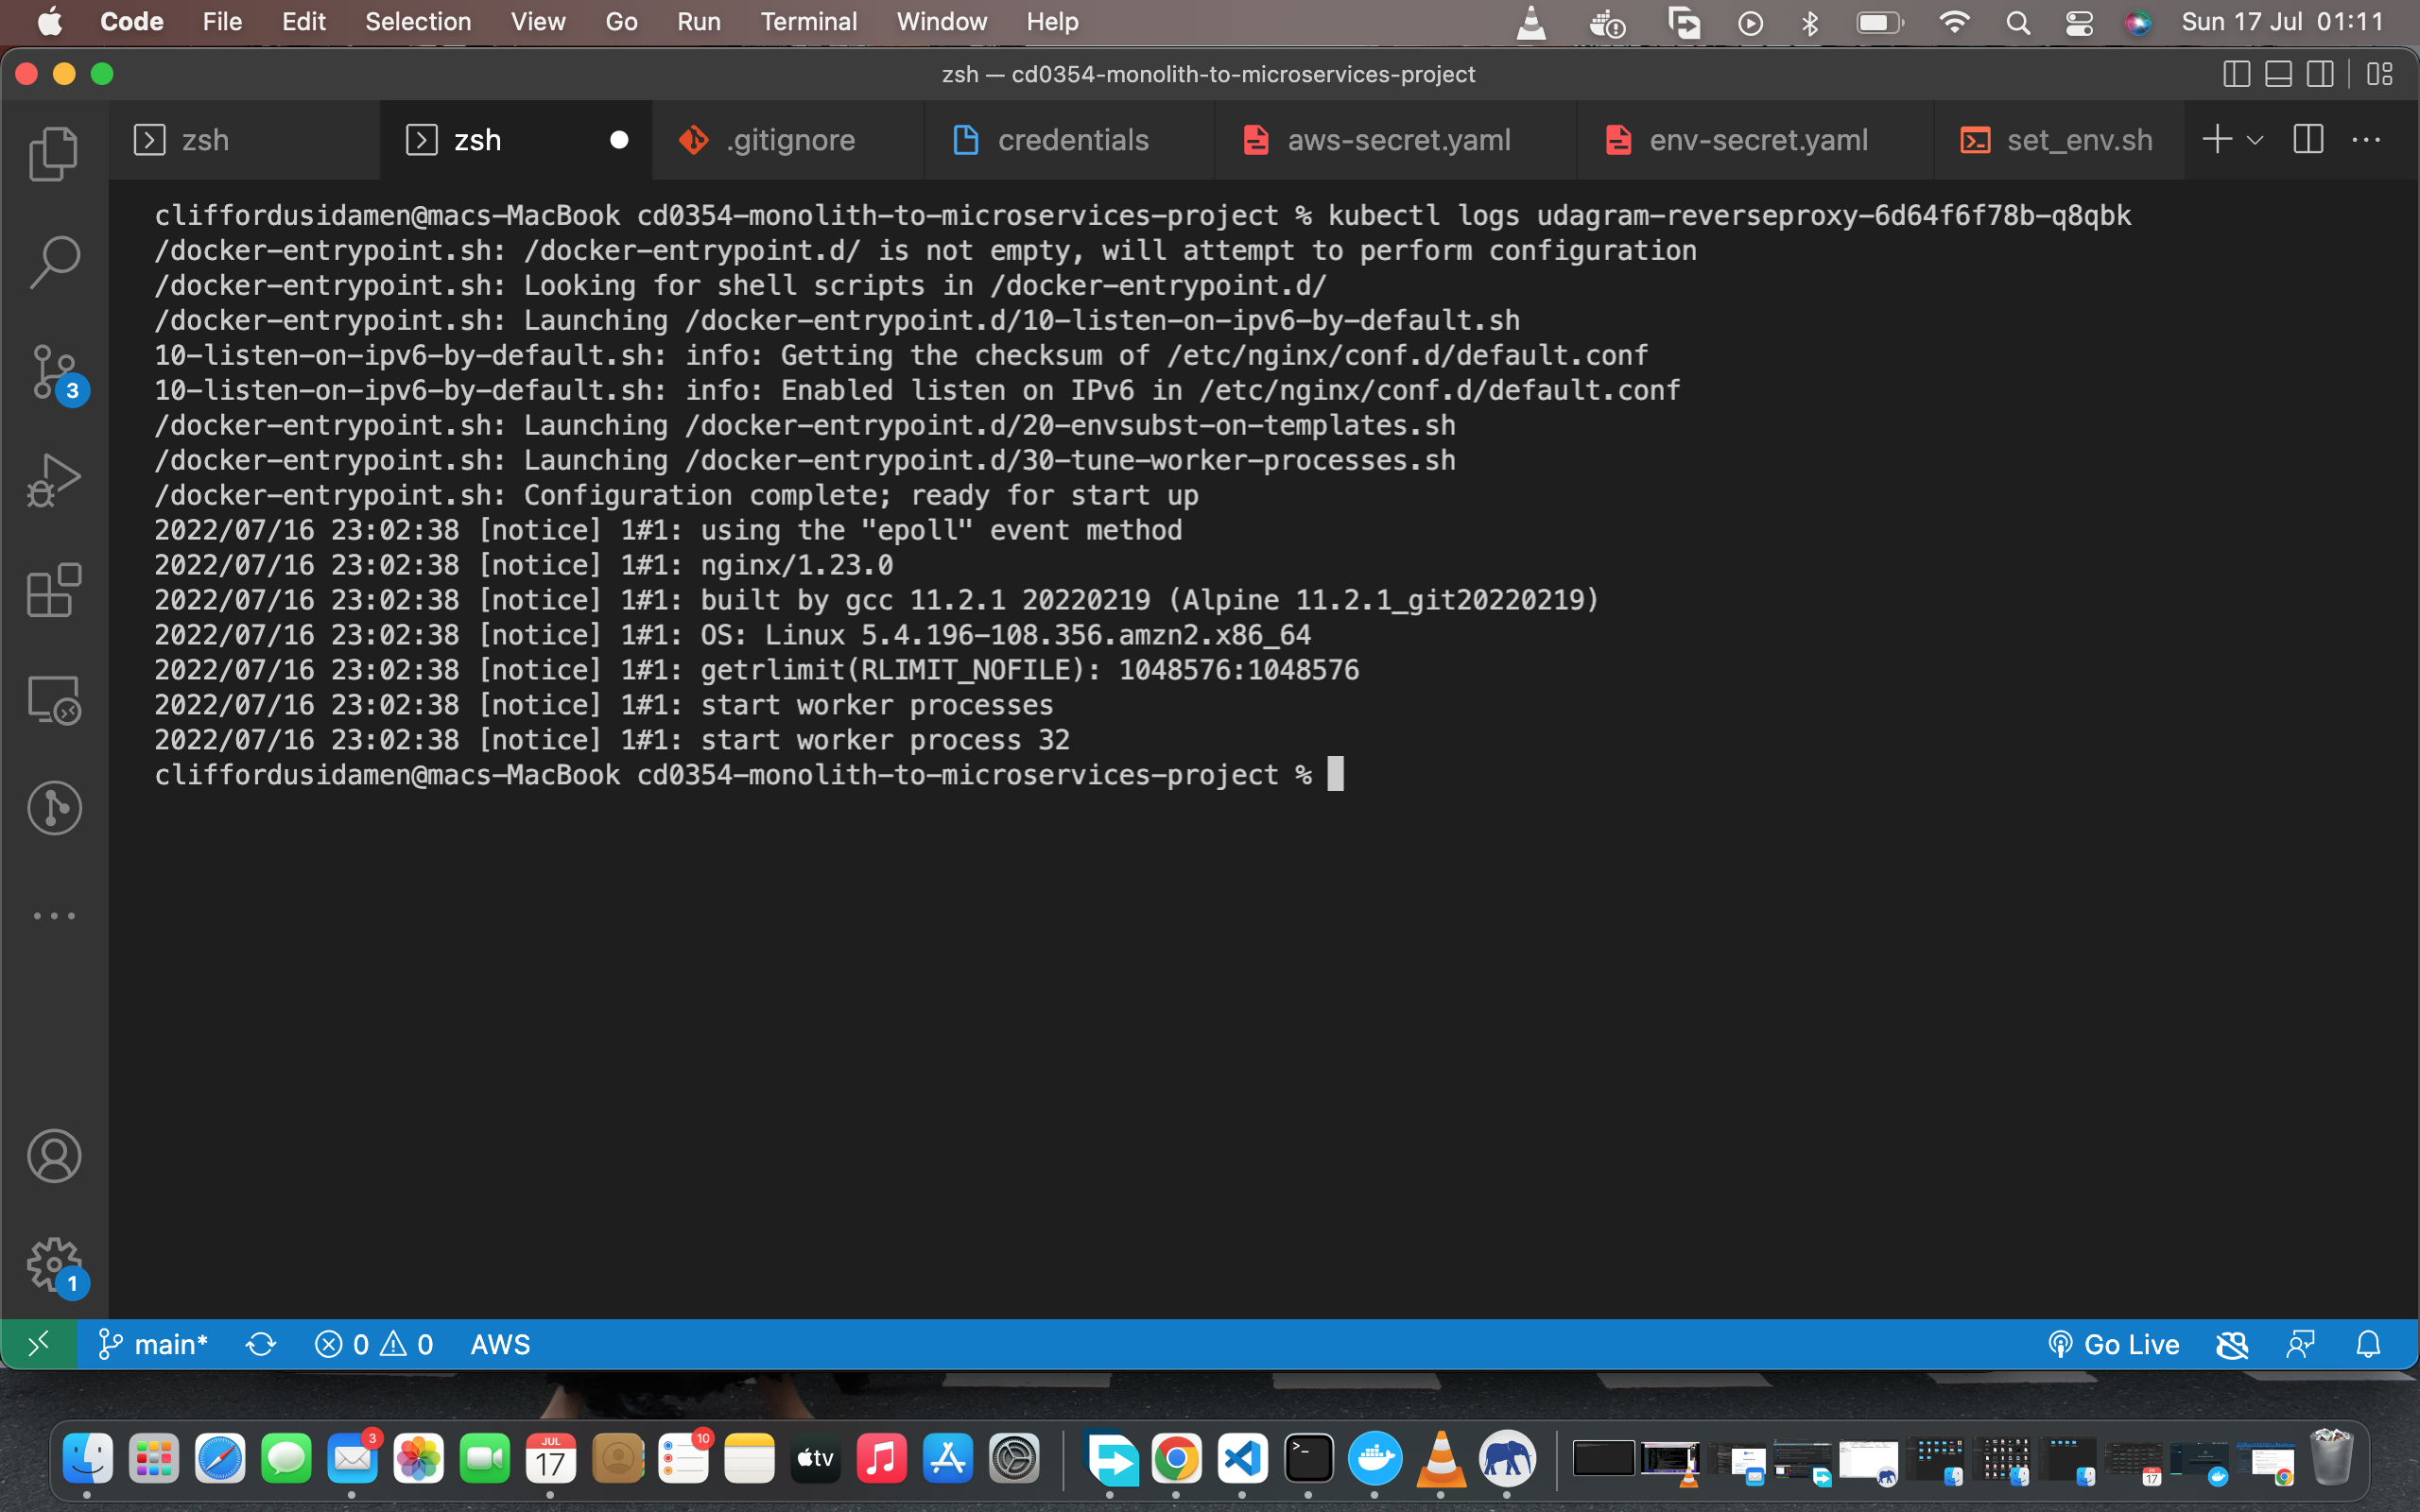 Code File Edit Selection View Go Run Terminal Window Help Sun 17 Jul 01:11
zsh — cd0354-monolith-to-microservices-project
zsh zsh .gitignore credentials aws-secret.yaml env-secret.yaml set_env.sh
cliffordusidamen@macs-MacBook cd0354-monolith-to-microservices-project % kubectl logs udagram-reverseproxy-6d64f6f78b-q8qbk
/docker-entrypoint.sh: /docker-entrypoint.d/ is not empty, will attempt to perform configuration
/docker-entrypoint.sh: Looking for shell scripts in /docker-entrypoint.d/
/docker-entrypoint.sh: Launching /docker-entrypoint.d/10-listen-on-ipv6-by-default.sh
10-listen-on-ipv6-by-default.sh: info: Getting the checksum of /etc/nginx/conf.d/default.conf
10-listen-on-ipv6-by-default.sh: info: Enabled listen on IPv6 in /etc/nginx/conf.d/default.conf
/docker-entrypoint.sh: Launching /docker-entrypoint.d/20-envsubst-on-templates.sh
/docker-entrypoint.sh: Launching /docker-entrypoint.d/30-tune-worker-processes.sh
/docker-entrypoint.sh: Configuration complete; ready for start up
2022/07/16 23:02:38 [notice] 1#1: using the "epoll" event method
2022/07/16 23:02:38 [notice] 1#1: nginx/1.23.0
2022/07/16 23:02:38 [notice] 1#1: built by gcc 11.2.1 20220219 (Alpine 11.2.1_git20220219)
2022/07/16 23:02:38 [notice] 1#1: OS: Linux 5.4.196-108.356.amzn2.x86_64
2022/07/16 23:02:38 [notice] 1#1: getrlimit(RLIMIT_NOFILE): 1048576:1048576
2022/07/16 23:02:38 [notice] 1#1: start worker processes
2022/07/16 23:02:38 [notice] 1#1: start worker process 32
cliffordusidamen@macs-MacBook cd0354-monolith-to-microservices-project %
3
1
main* 0 0 AWS Go Live
3 JUL 17 10 tv
17